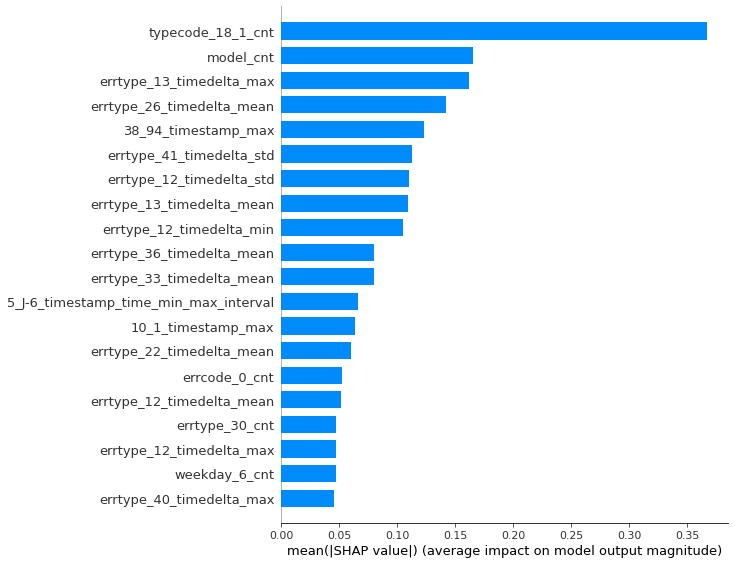 typecode_18_1_cnt
model_cnt
errtype_13_timedelta_max
errtype_26_timedelta_mean
38_94_timestamp_max
errtype_41_timedelta_std
errtype_12_timedelta_std
errtype_13_timedelta_mean
errtype_12_timedelta_min
errtype_36_timedelta_mean
errtype_33_timedelta_mean
5_J-6_timestamp_time_min_max_interval
10_1_timestamp_max
errtype_22_timedelta_mean
errcode_0_cnt
errtype_12_timedelta_mean
errtype_30_cnt
errtype_12_timedelta_max
weekday_6_cnt
errtype_40_timedelta_max
0.00 0.05 0.10 0.15 0.20 0.25 0.30 0.35
mean(|SHAP value|) (average impact on model output magnitude)